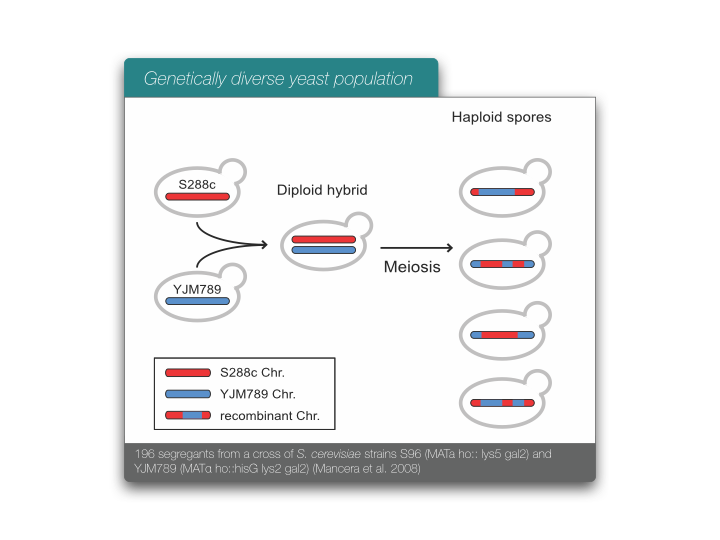 Genetically diverse yeast population
Haploid spores
S288c
Diploid hybrid
Meiosis
YJM789
S288c Chr.
YJM789 Chr.
recombinant Chr.
196 segregants from a cross of S. cerevisiae strains S96 (MATa ho:: lys5 gal2) and
YJM789 (MATα ho::hisG lys2 gal2) (Mancera et al. 2008)